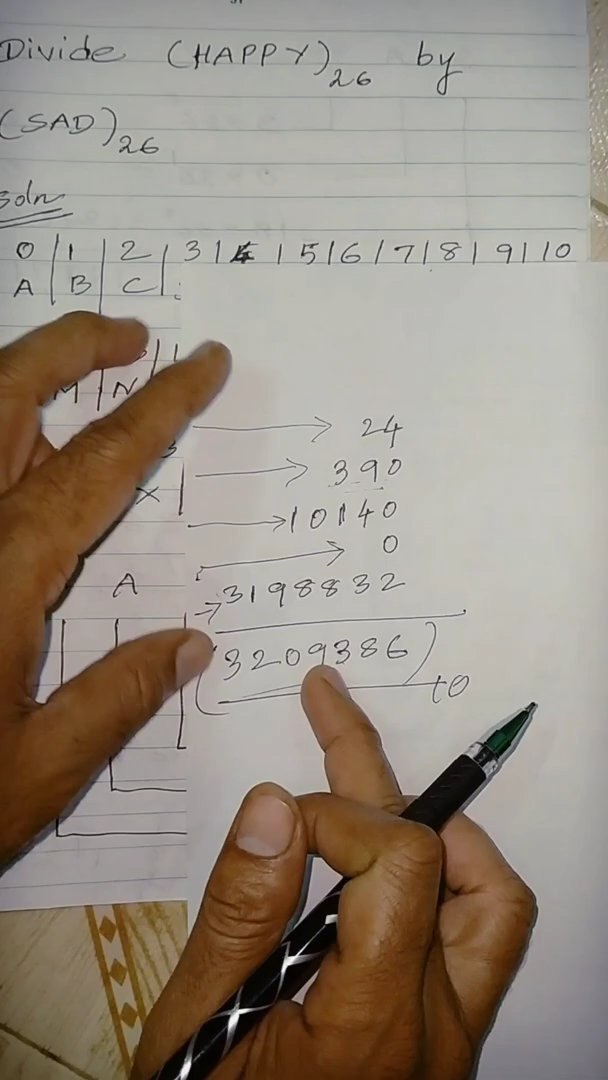 Divide (HAPPY)26 by
(SAD)26
Soln
0 | 1 | 2 | 3 | 4 | 5 | 6 | 7 | 8 | 9 | 10
A | B | C |
M | N
X |
24
390
10140
0
A
3198832
(3209386)10